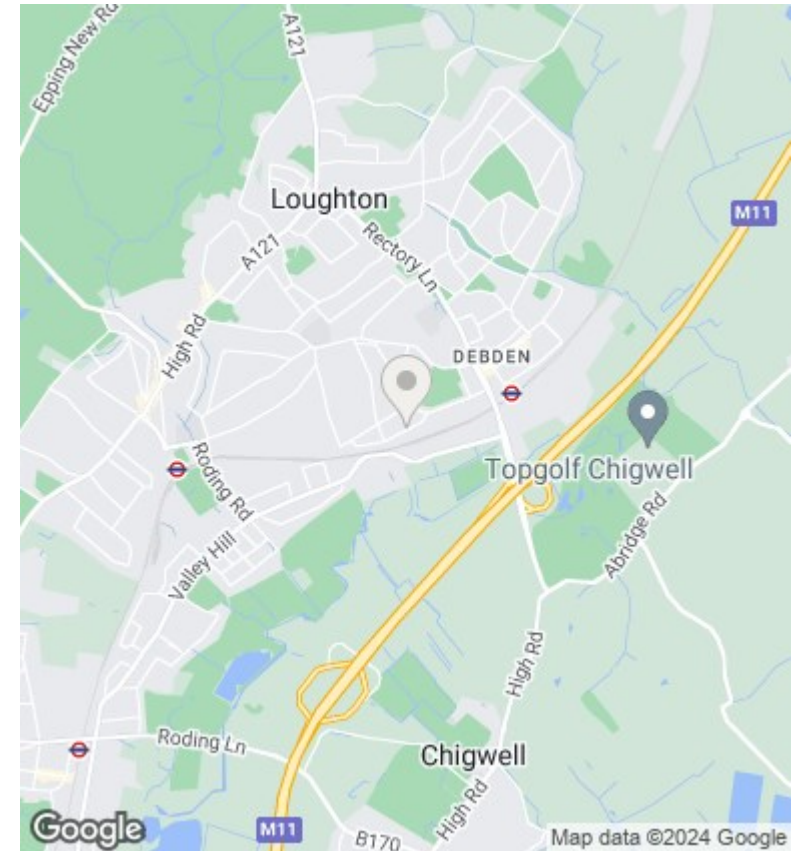 A121
Epping New Rd
Loughton
M11
A121
Rectory Ln
High Rd
DEBDEN
Topgolf Chigwell
Roding Rd
Abridge Rd
Valley Hill
High Rd
Roding Ln
Chigwell
High Rd
Google
M11
B170
Map data ©2024 Google